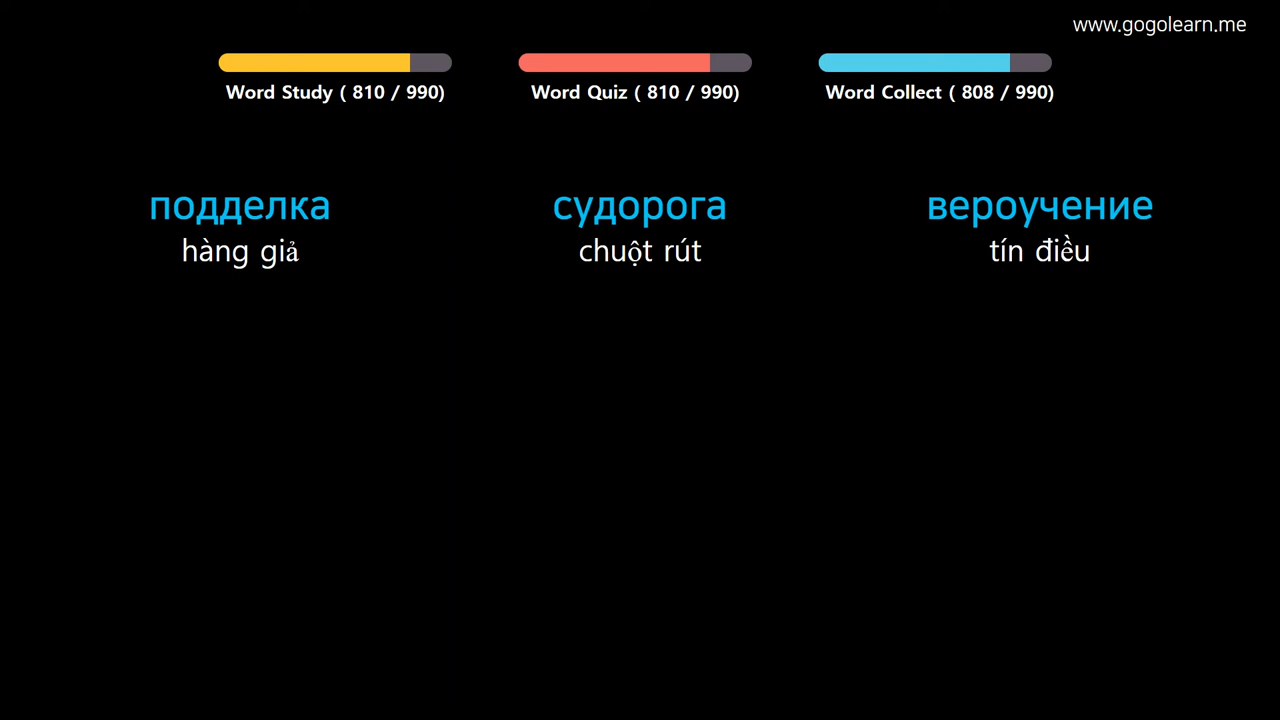 www.gogolearn.me
Word Study ( 810 / 990)
Word Quiz ( 810 / 990)
Word Collect ( 808 / 990)
подделка
hàng giả
судорога
chuột rút
вероучение
tín điều